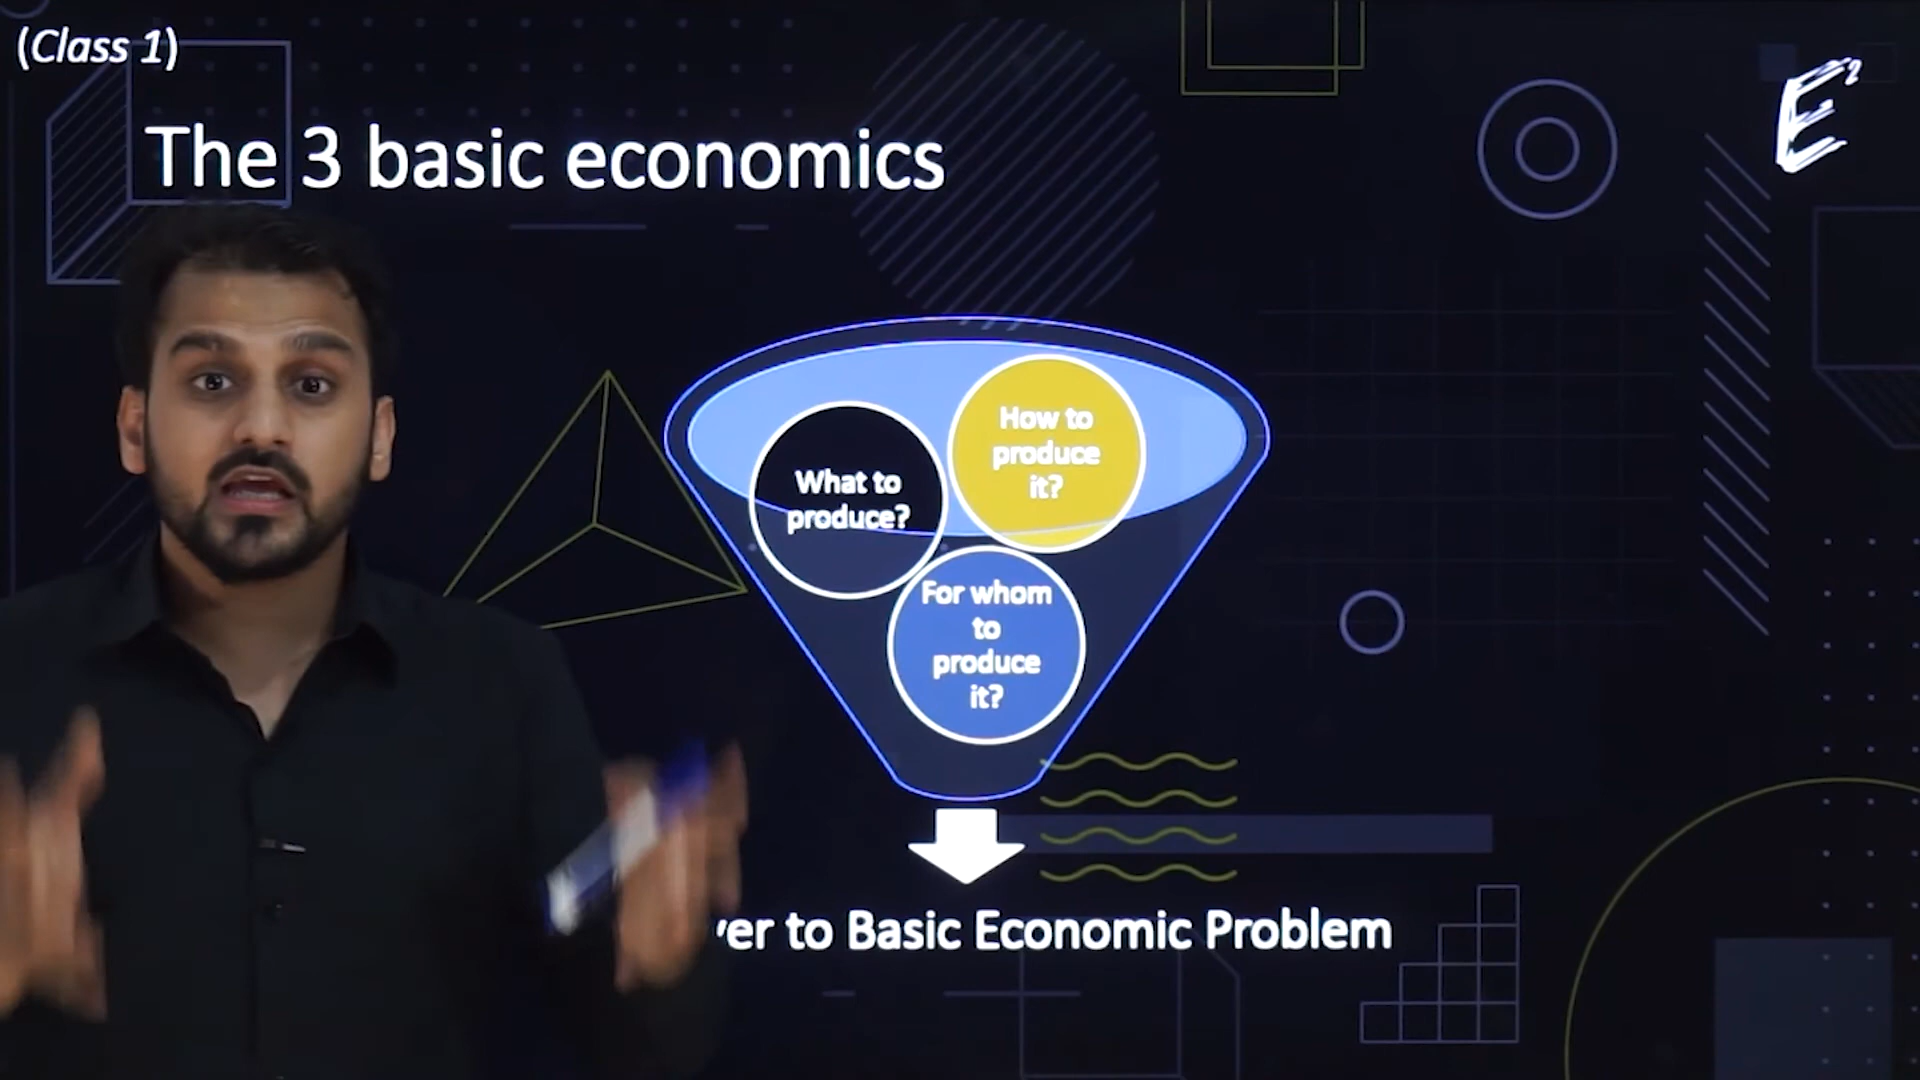 (Class 1)
E²
The 3 basic economics
How to
produce
it?
What to
produce?
For whom
to
produce
it?
to Basic Economic Problem